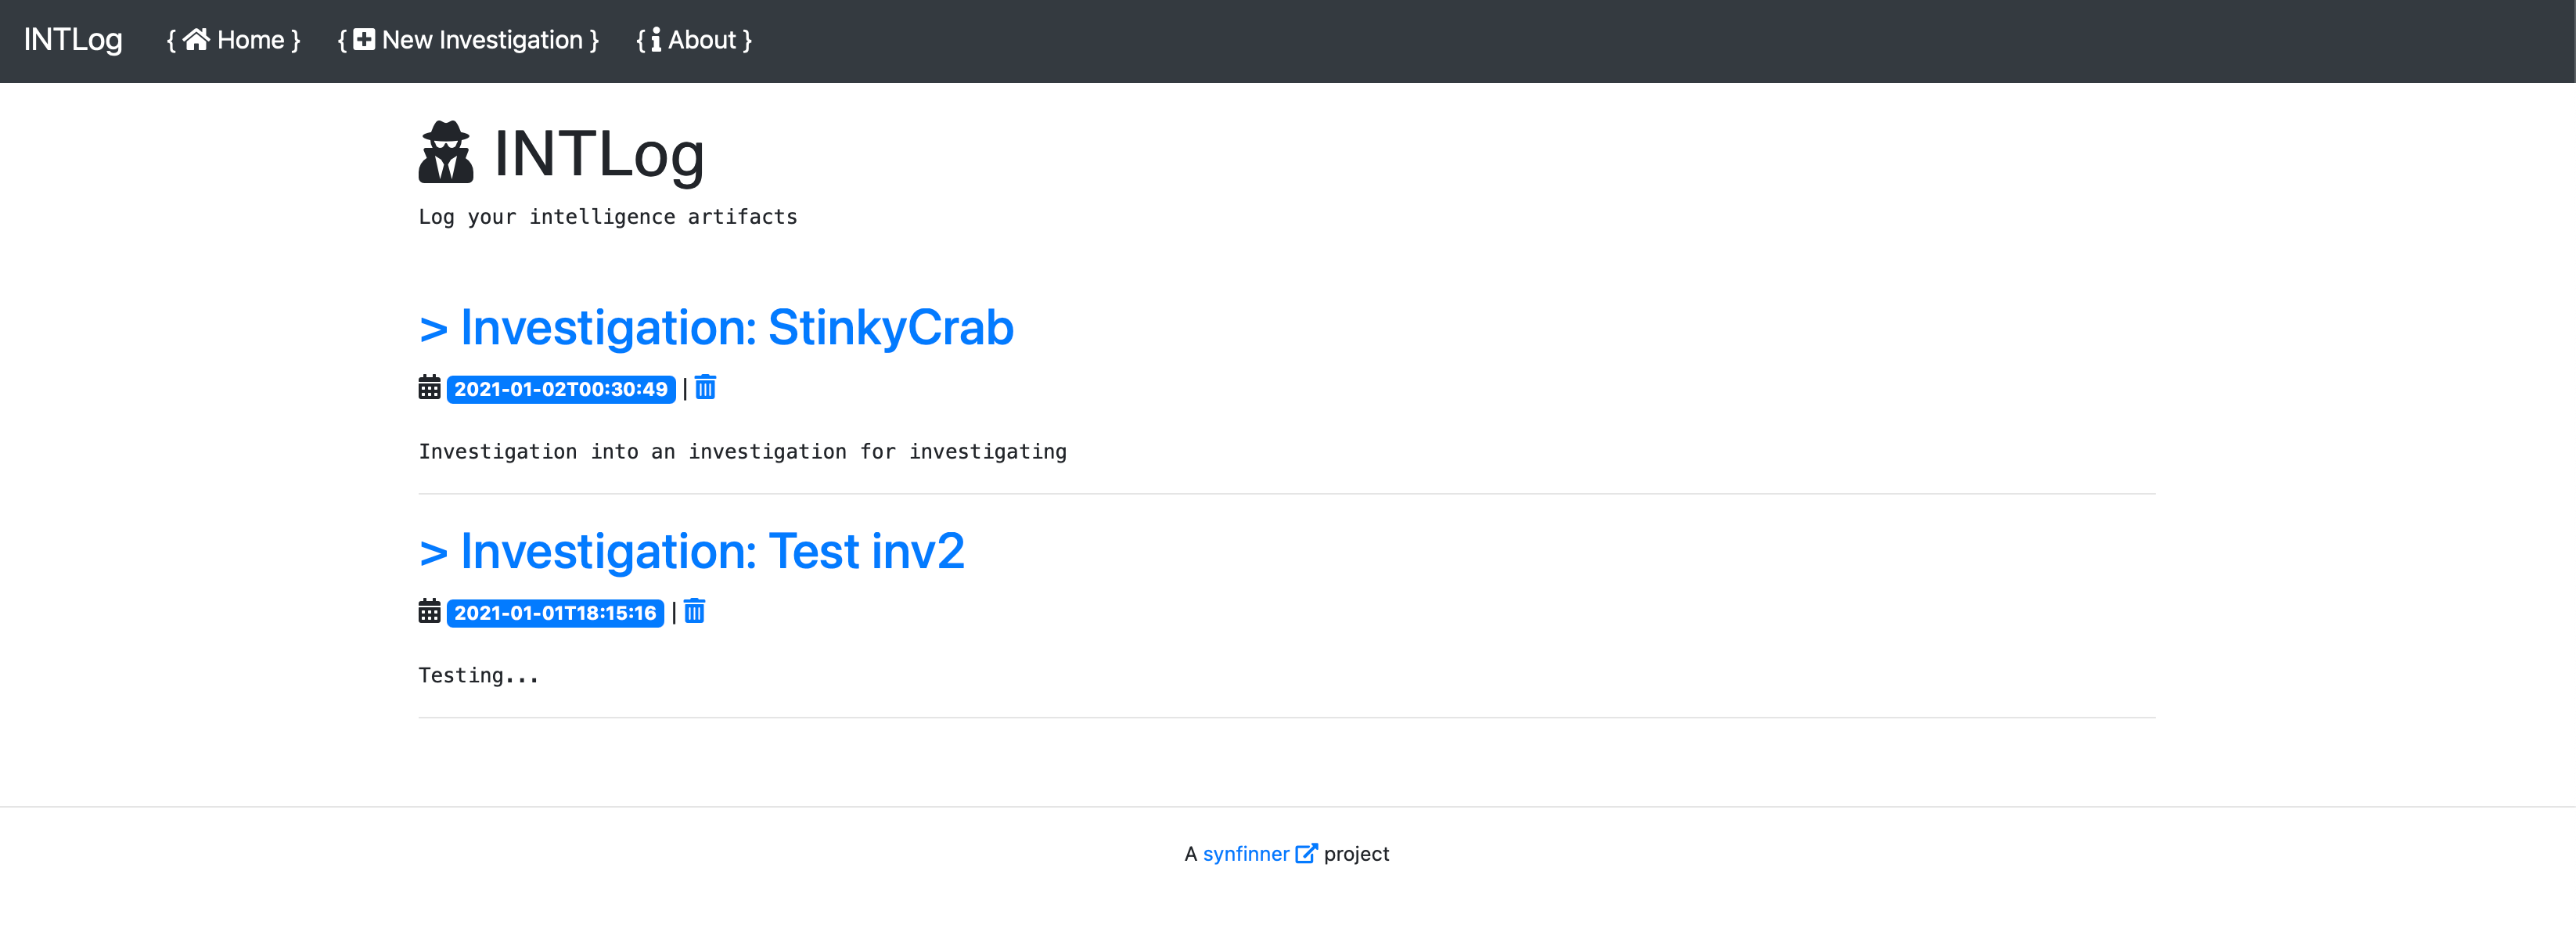 INTLog { Home } { New Investigation } { About }
INTLog
Log your intelligence artifacts
> Investigation: StinkyCrab
2021-01-02T00:30:49 |
Investigation into an investigation for investigating
> Investigation: Test inv2
2021-01-01T18:15:16 |
Testing...
A synfinner project